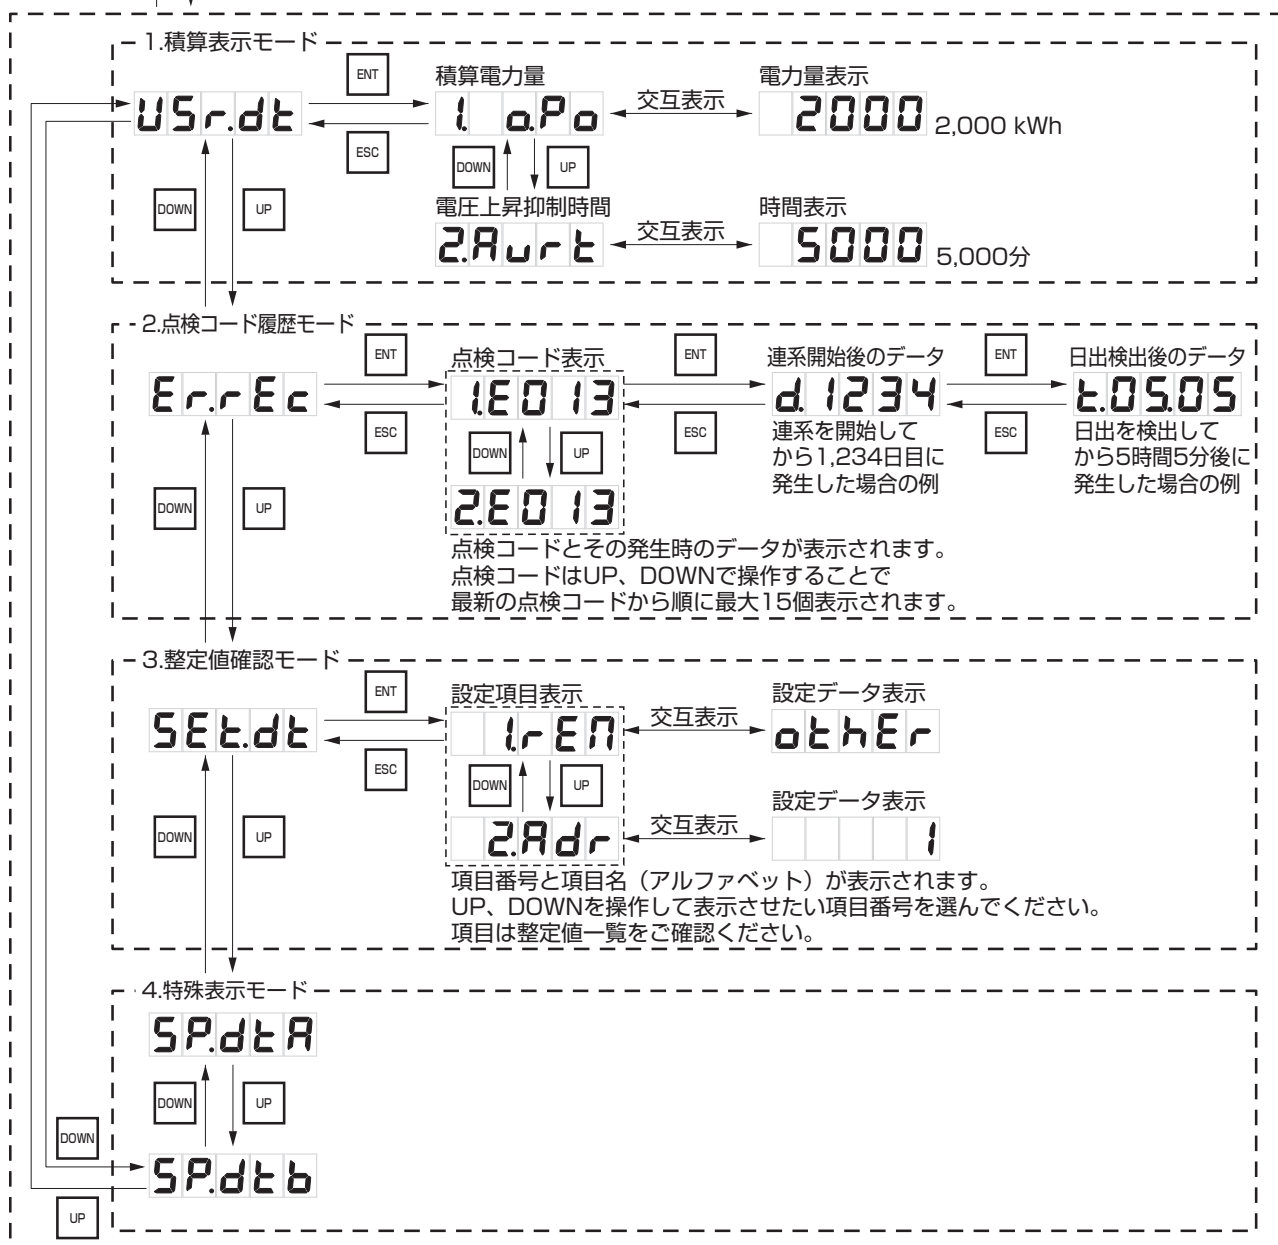 1.積算表示モード
ENT
積算電力量
電力量表示
USr.dt
1. o.Po
交互表示
2000
2,000 kWh
ESC
DOWN
UP
DOWN
UP
電圧上昇抑制時間
時間表示
2.Aurt
交互表示
5000
5,000分
2.点検コード履歴モード
ENT
点検コード表示
ENT
連系開始後のデータ
ENT
日出検出後のデータ
Er.rEc
1.E013
d.1234
t.05.05
ESC
DOWN
UP
ESC
連系を開始して
から1,234日目に
発生した場合の例
ESC
日出を検出して
から5時間5分後に
発生した場合の例
DOWN
UP
2.E013
点検コードとその発生時のデータが表示されます。
点検コードはUP、DOWNで操作することで
最新の点検コードから順に最大15個表示されます。
3.整定値確認モード
ENT
設定項目表示
設定データ表示
SEt.dt
1.rEM
交互表示
othEr
ESC
DOWN
UP
設定データ表示
DOWN
UP
2.Adr
交互表示
1
項目番号と項目名（アルファベット）が表示されます。
UP、DOWNを操作して表示させたい項目番号を選んでください。
項目は整定値一覧をご確認ください。
4.特殊表示モード
SP.dtA
DOWN
UP
DOWN
SP.dtb
UP